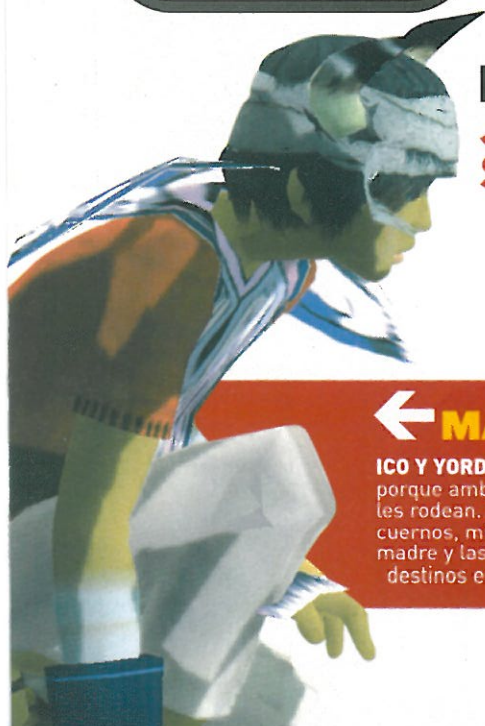 MA
ICO Y YORD
porque amb
les rodean.
cuernos, m
madre y las
destinos e